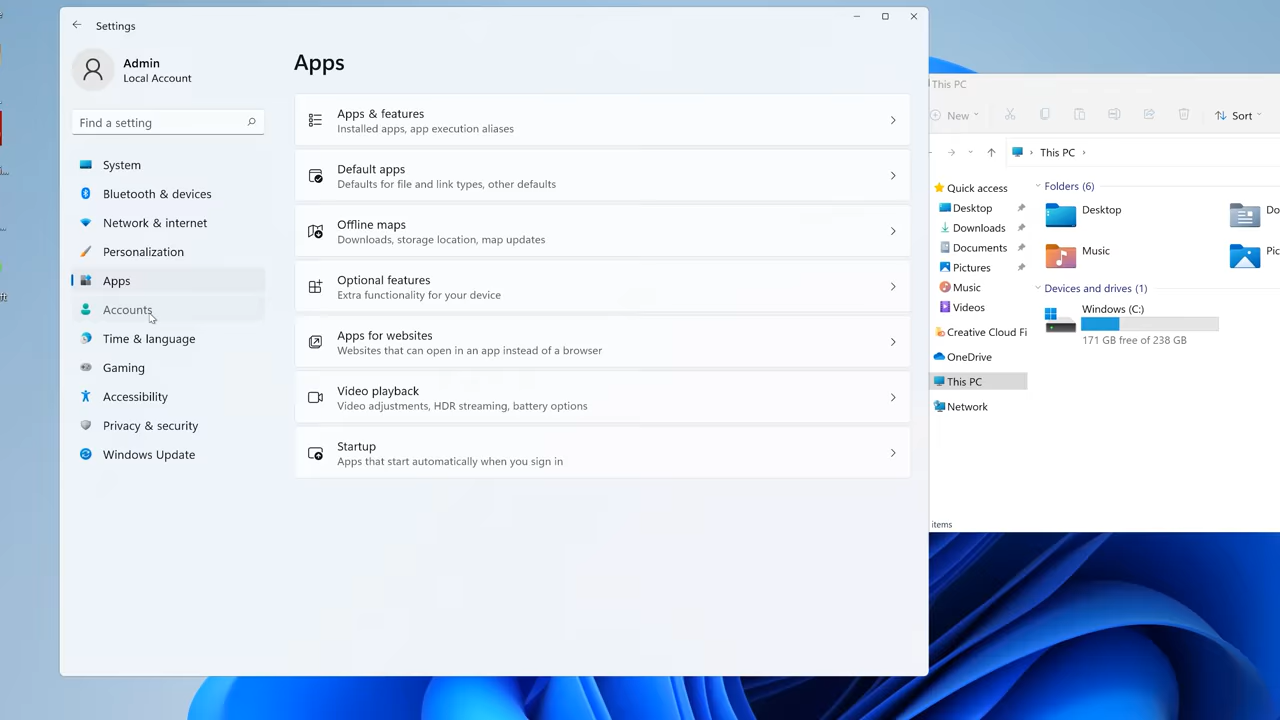 Settings
Admin
Local Account
Find a setting
System
Bluetooth & devices
Network & internet
Personalization
Apps
Accounts
Time & language
Gaming
Accessibility
Privacy & security
Windows Update
Apps
Apps & features
Installed apps, app execution aliases
Default apps
Defaults for file and link types, other defaults
Offline maps
Downloads, storage location, map updates
Optional features
Extra functionality for your device
Apps for websites
Websites that can open in an app instead of a browser
Video playback
Video adjustments, HDR streaming, battery options
Startup
Apps that start automatically when you sign in
This PC
New
Sort
This PC
Quick access
Desktop
Downloads
Documents
Pictures
Music
Videos
Creative Cloud Fi
OneDrive
This PC
Network
Folders (6)
Desktop
Do
Music
Pic
Devices and drives (1)
Windows (C:)
171 GB free of 238 GB
items